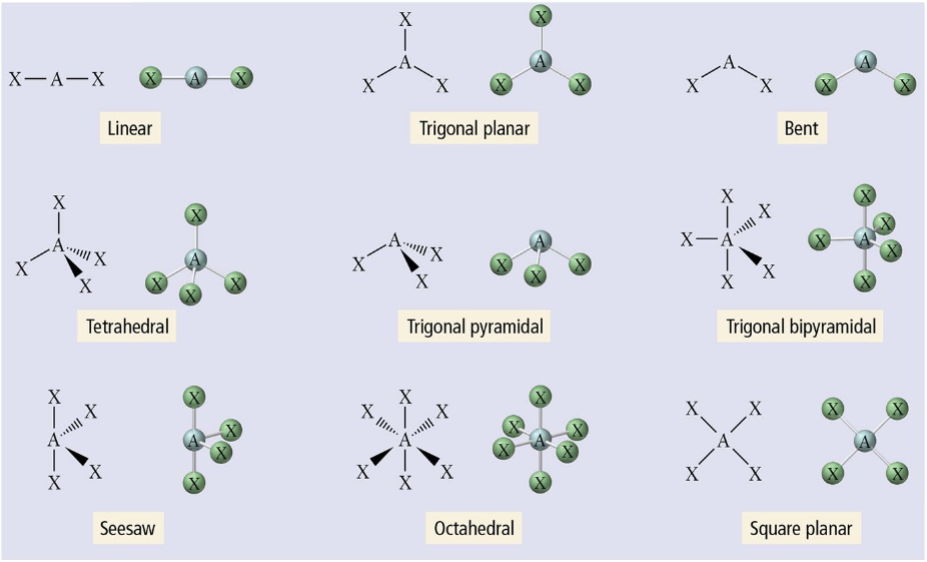 X
X A X X A X
A
X X
X
A
X X
A
X X
A
X X
Linear
Trigonal planar
Bent
X
A
X X
X
X
A
X X X
A
X X
X
A
X X X
X
X A X
X
X
X
X A X
X
X
X
Tetrahedral
Trigonal pyramidal
Trigonal bipyramidal
X
A X
X
X
X
A X
X
X
X
X X
A
X X
X
X
X X
X A X
X
X X
A
X X
X X
A
X X
Seesaw
Octahedral
Square planar